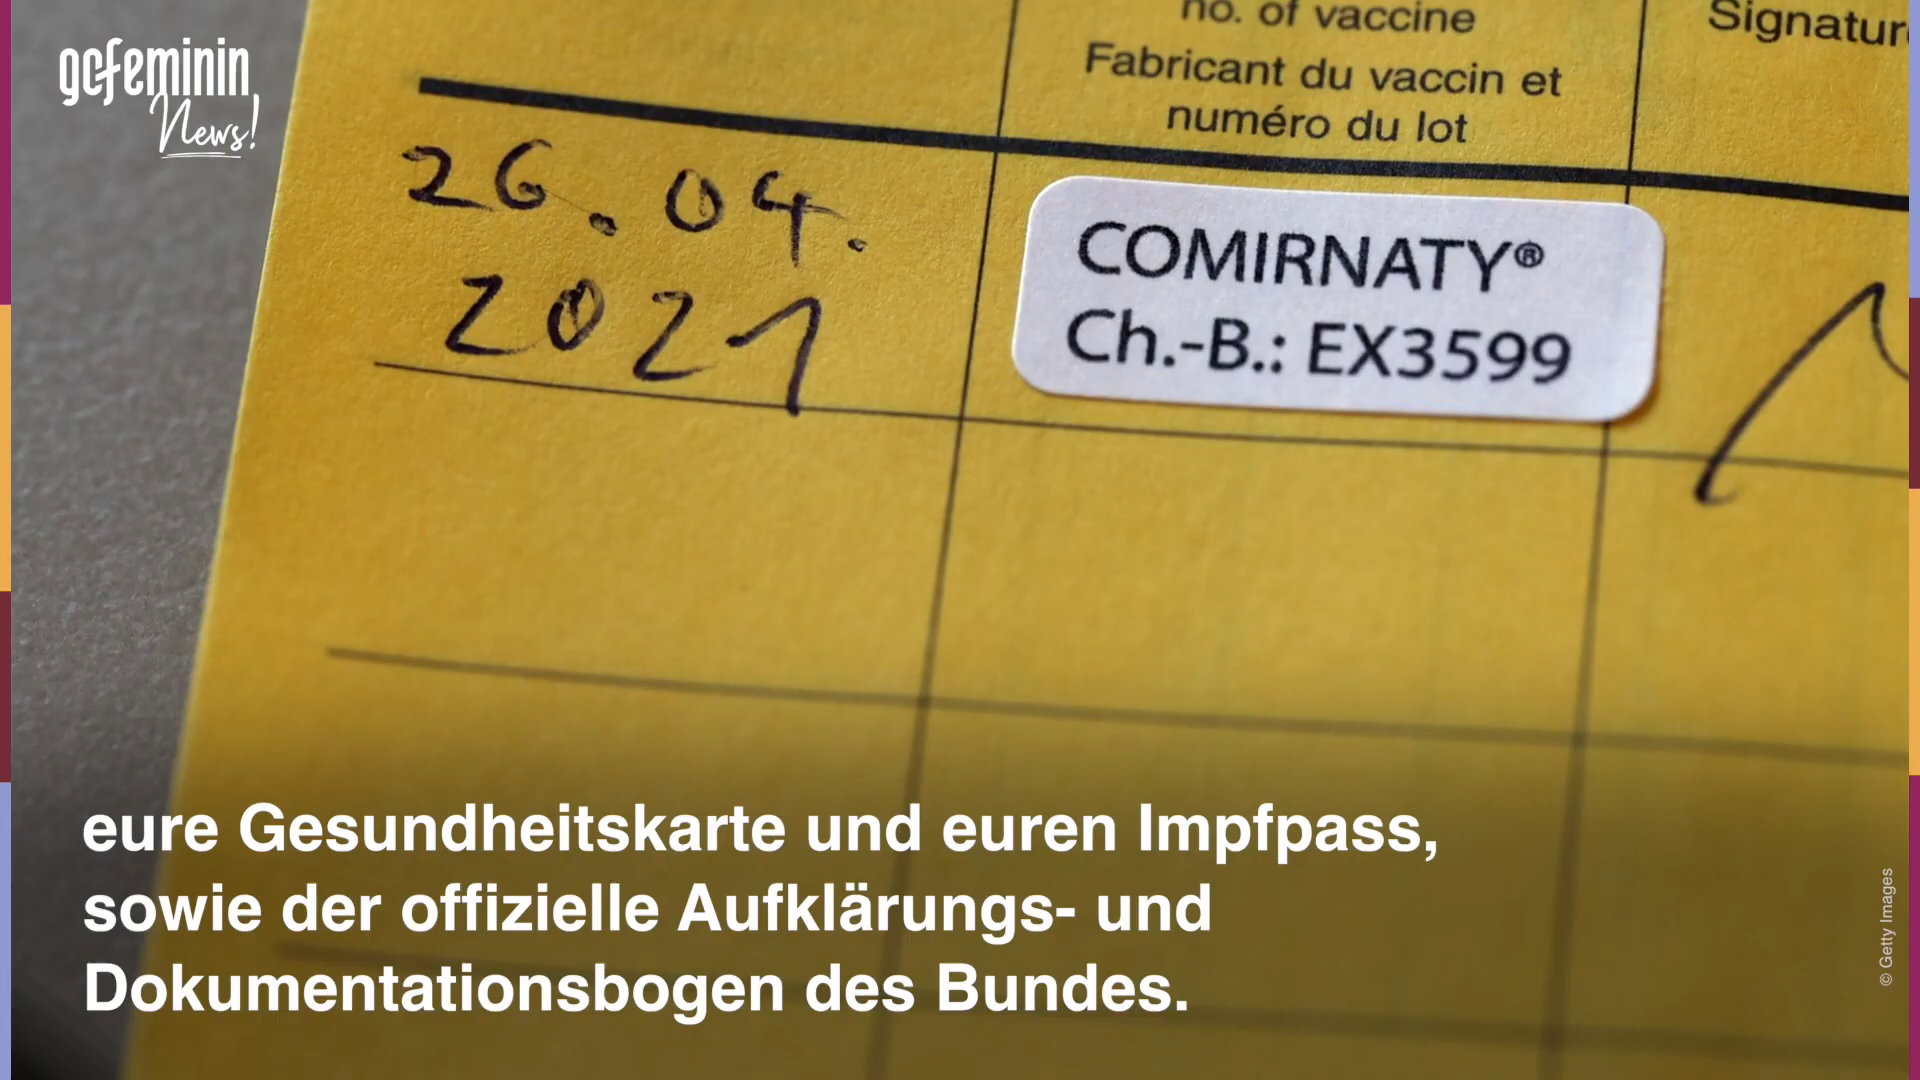 gofeminin
News!
no. of vaccine
Fabricant du vaccin et
numéro du lot
26.04.
2021
COMIRNATY®
Ch.-B.: EX3599
eure Gesundheitskarte und euren Impfpass,
sowie der offizielle Aufklärungs- und
Dokumentationsbogen des Bundes.
© Getty Images